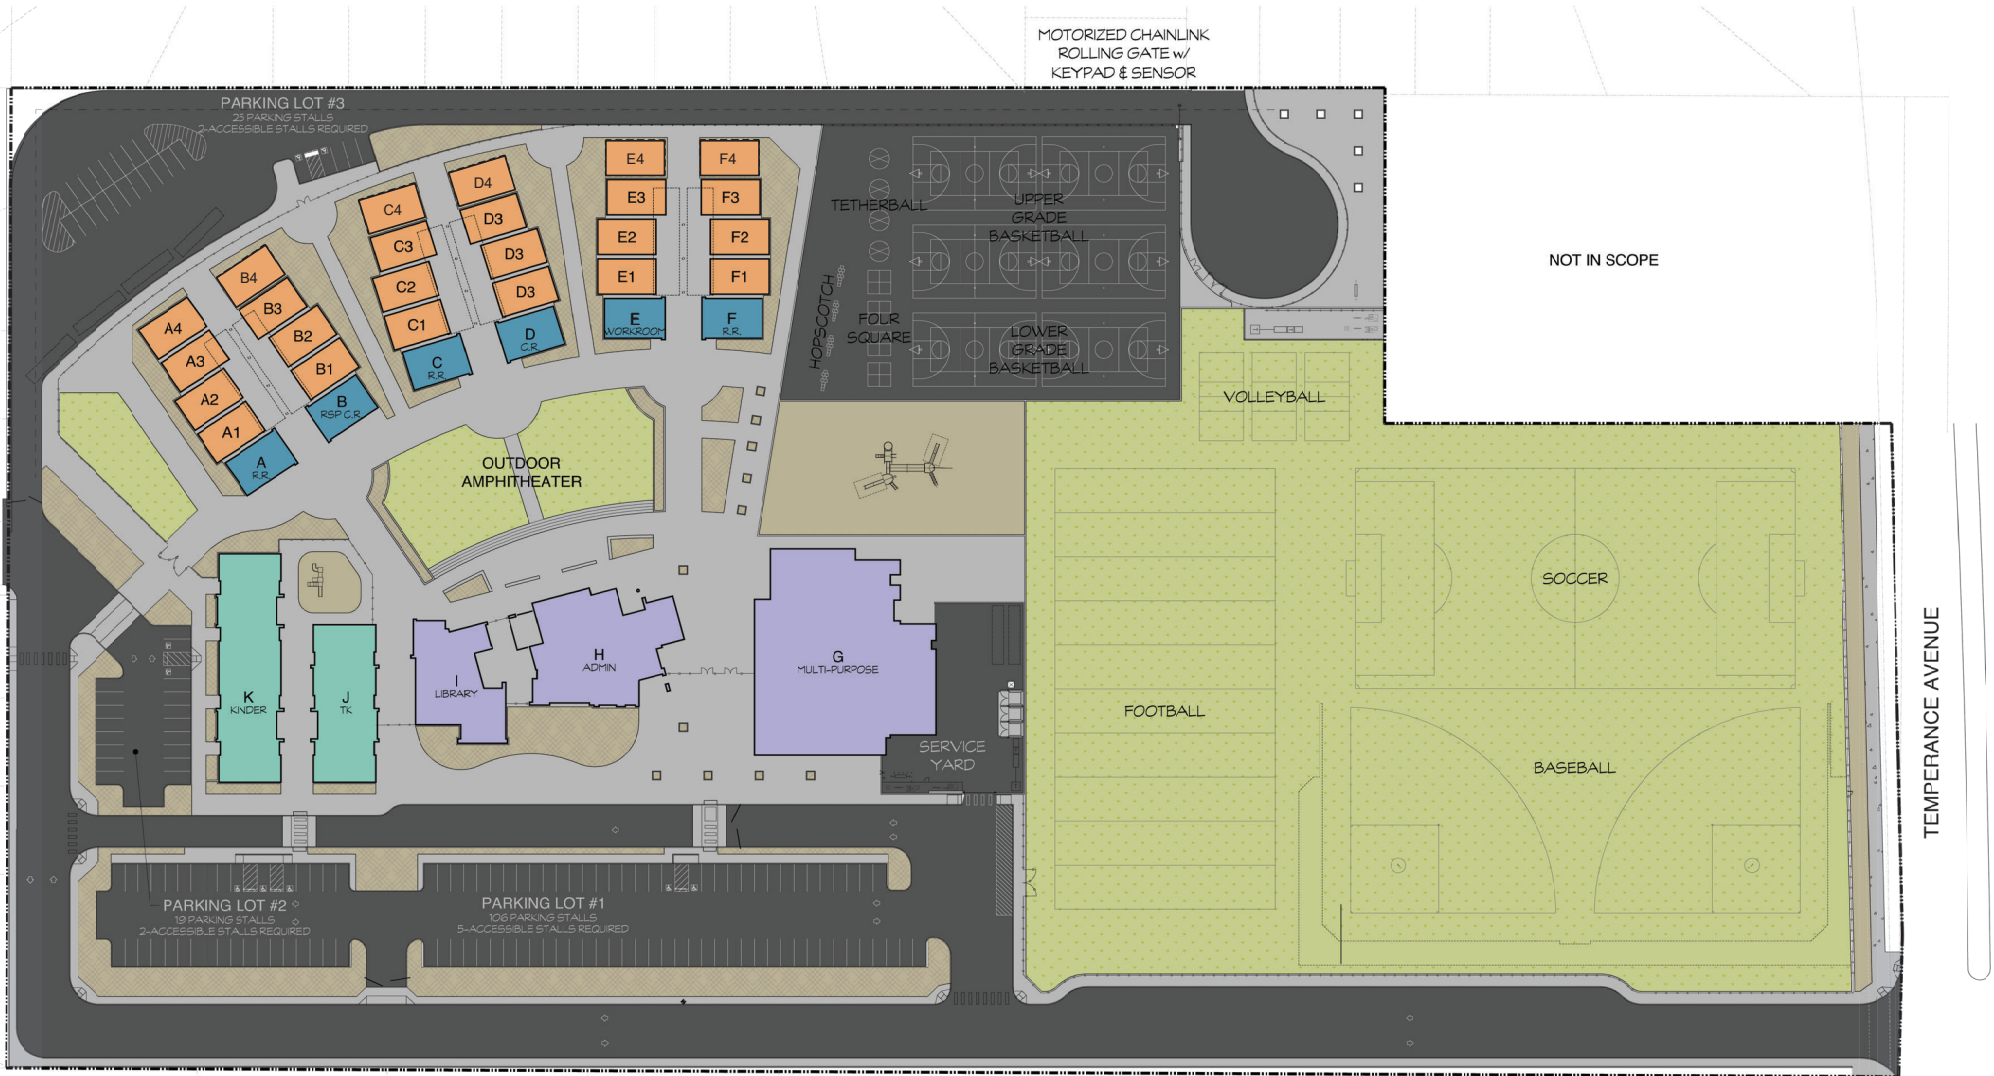 MOTORIZED CHAINLINK
ROLLING GATE w/
KEYPAD & SENSOR
PARKING LOT #3
25 PARKING STALLS
2-ACCESSIBLE STALLS REQUIRED
E4
F4
D4
E3
F3
C4
D3
TETHERBALL
UPPER
GRADE
BASKETBALL
C3
E2
F2
D3
NOT IN SCOPE
B4
E1
F1
C2
D3
B3
HOPSCOTCH
A4
C1
E
WORKROOM
F
R.R.
FOUR
SQUARE
LOWER
GRADE
BASKETBALL
B2
D
C.R.
A3
B1
C
R.R.
A2
B
RSP C.R.
VOLLEYBALL
A1
A
R.R.
OUTDOOR
AMPHITHEATER
SOCCER
K
KINDER
J
TK
I
LIBRARY
H
ADMIN
G
MULTI-PURPOSE
FOOTBALL
TEMPERANCE AVENUE
SERVICE
YARD
BASEBALL
PARKING LOT #2
19 PARKING STALLS
2-ACCESSIBLE STALLS REQUIRED
PARKING LOT #1
106 PARKING STALLS
5-ACCESSIBLE STALLS REQUIRED